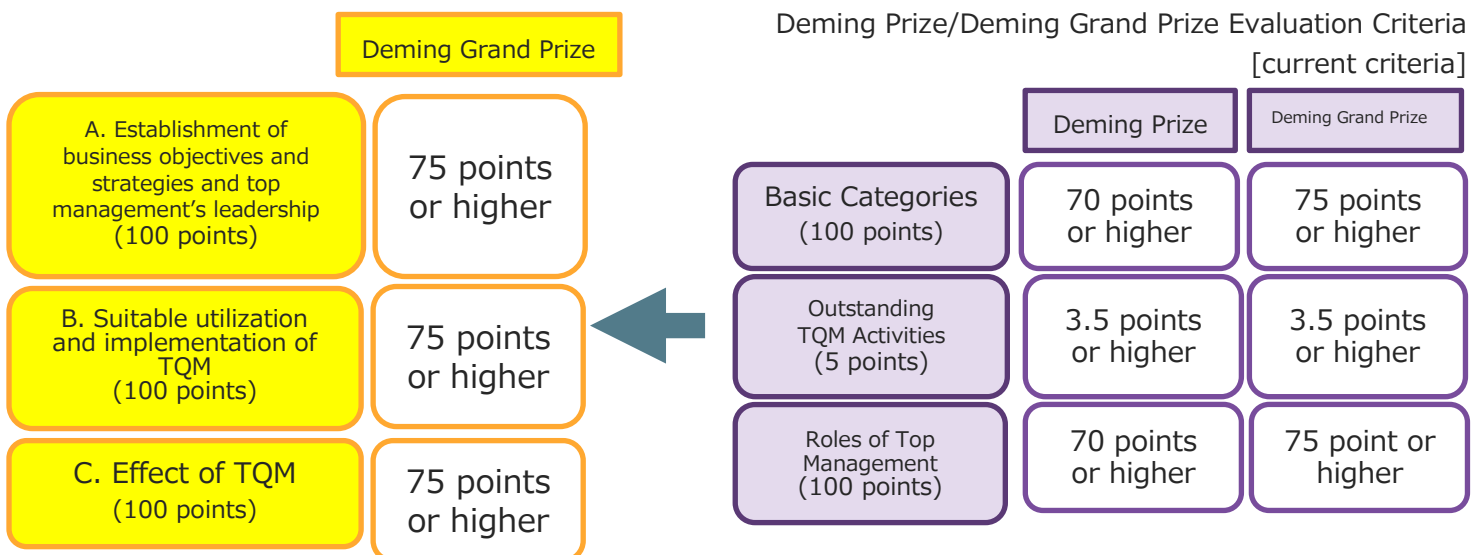 Deming Grand Prize
A. Establishment of
business objectives and
strategies and top
management’s leadership
(100 points)
75 points
or higher
B. Suitable utilization
and implementation of
TQM
(100 points)
75 points
or higher
C. Effect of TQM
(100 points)
75 points
or higher
Deming Prize/Deming Grand Prize Evaluation Criteria
[current criteria]
Deming Prize
Deming Grand Prize
Basic Categories
(100 points)
70 points
or higher
75 points
or higher
Outstanding
TQM Activities
(5 points)
3.5 points
or higher
3.5 points
or higher
Roles of Top
Management
(100 points)
70 points
or higher
75 point or
higher